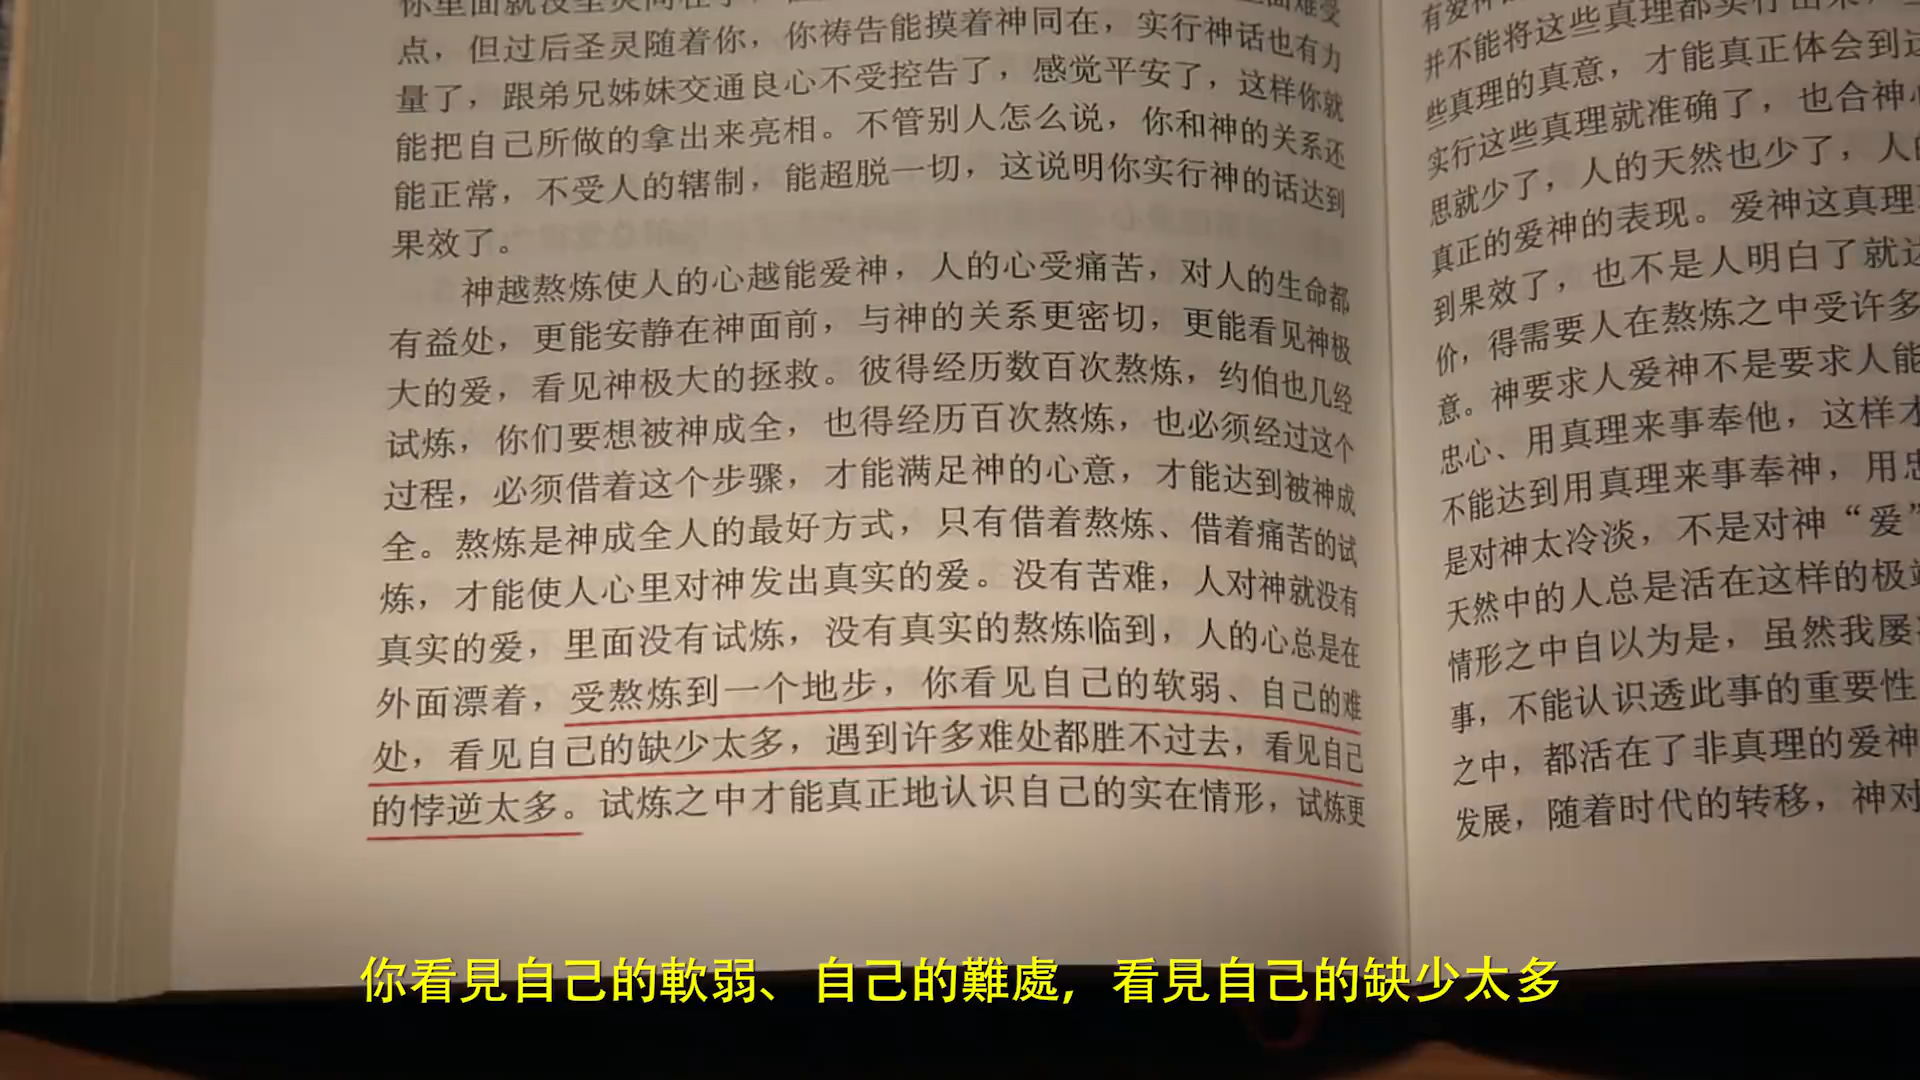 点，但过后圣灵随着你，你祷告能摸着神同在，实行神话也有力
量了，跟弟兄姊妹交通良心不受控告了，感觉平安了，这样你就
能把自己所做的拿出来亮相。不管别人怎么说，你和神的关系还
能正常，不受人的辖制，能超脱一切，这说明你实行神的话达到
果效了。
神越熬炼使人的心越能爱神，人的心受痛苦，对人的生命都
有益处，更能安静在神面前，与神的关系更密切，更能看见神极
大的爱，看见神极大的拯救。彼得经历数百次熬炼，约伯也几经
试炼，你们要想被神成全，也得经历百次熬炼，也必须经过这个
过程，必须借着这个步骤，才能满足神的心意，才能达到被神成
全。熬炼是神成全人的最好方式，只有借着熬炼、借着痛苦的试
炼，才能使人心里对神发出真实的爱。没有苦难，人对神就没有
真实的爱，里面没有试炼，没有真实的熬炼临到，人的心总是在
外面漂着，受熬炼到一个地步，你看见自己的软弱、自己的难
处，看见自己的缺少太多，遇到许多难处都胜不过去，看见自己
的悖逆太多。试炼之中才能真正地认识自己的实在情形，试炼更
并不能将这些真理都实行出来，
些真理的真意，才能真正体会到这
实行这些真理就准确了，也合神心
思就少了，人的天然也少了，人的
真正的爱神的表现。爱神这真理
到果效了，也不是人明白了就达
价，得需要人在熬炼之中受许多
意。神要求人爱神不是要求人能
忠心、用真理来事奉他，这样才
不能达到用真理来事奉神，用忠
是对神太冷淡，不是对神“爱”
天然中的人总是活在这样的极端
情形之中自以为是，虽然我屡
事，不能认识透此事的重要性
之中，都活在了非真理的爱神
发展，随着时代的转移，神对
你看見自己的軟弱、自己的難處，看見自己的缺少太多